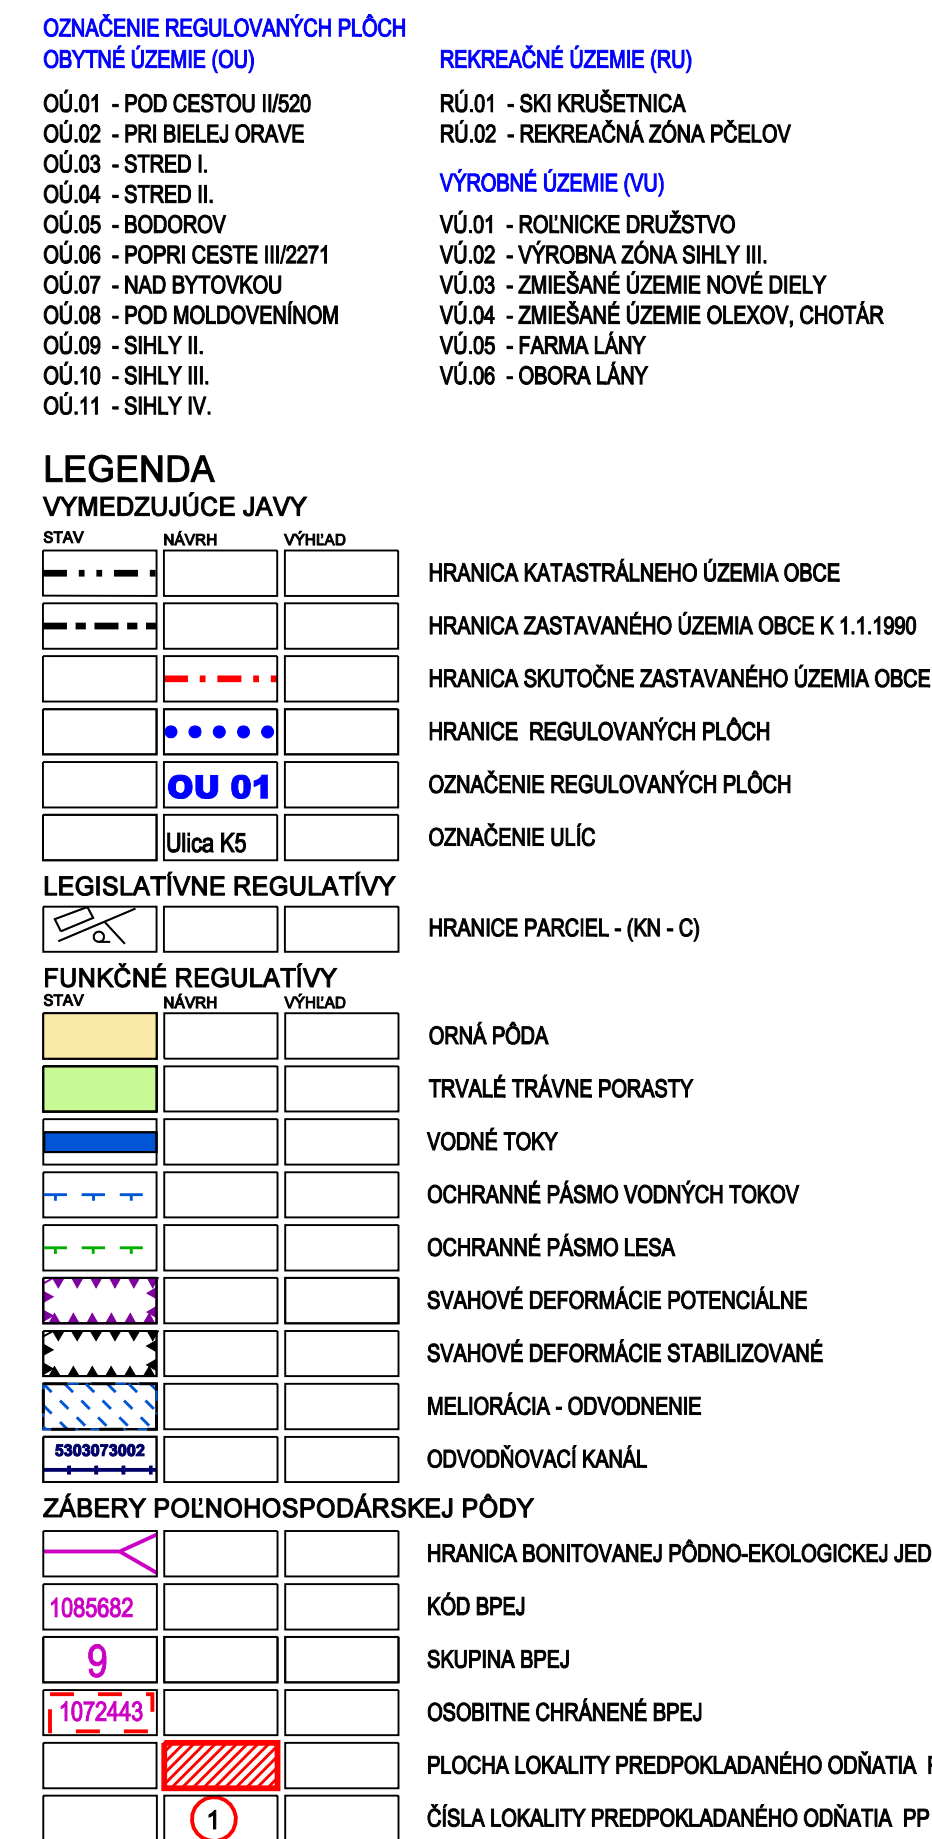 OZNAČENIE REGULOVANÝCH PLÔCH
OBYTNÉ ÚZEMIE (OU)
OÚ.01 - POD CESTOU II/520
OÚ.02 - PRI BIELEJ ORAVE
OÚ.03 - STRED I.
OÚ.04 - STRED II.
OÚ.05 - BODOROV
OÚ.06 - POPRI CESTE III/2271
OÚ.07 - NAD BYTOVKOU
OÚ.08 - POD MOLDOVENÍNOM
OÚ.09 - SIHLY II.
OÚ.10 - SIHLY III.
OÚ.11 - SIHLY IV.
REKREAČNÉ ÚZEMIE (RU)
RÚ.01 - SKI KRUŠETNICA
RÚ.02 - REKREAČNÁ ZÓNA PČELOV
VÝROBNÉ ÚZEMIE (VU)
VÚ.01 - ROĽNICKE DRUŽSTVO
VÚ.02 - VÝROBNA ZÓNA SIHLY III.
VÚ.03 - ZMIEŠANÉ ÚZEMIE NOVÉ DIELY
VÚ.04 - ZMIEŠANÉ ÚZEMIE OLEXOV, CHOTÁR
VÚ.05 - FARMA LÁNY
VÚ.06 - OBORA LÁNY
LEGENDA
VYMEDZUJÚCE JAVY
STAV NÁVRH VÝHĽAD
HRANICA KATASTRÁLNEHO ÚZEMIA OBCE
HRANICA ZASTAVANÉHO ÚZEMIA OBCE K 1.1.1990
HRANICA SKUTOČNE ZASTAVANÉHO ÚZEMIA OBCE
HRANICE REGULOVANÝCH PLÔCH
OU 01 OZNAČENIE REGULOVANÝCH PLÔCH
Ulica K5 OZNAČENIE ULÍC
LEGISLATÍVNE REGULATÍVY
HRANICE PARCIEL - (KN - C)
FUNKČNÉ REGULATÍVY
STAV NÁVRH VÝHĽAD
ORNÁ PÔDA
TRVALÉ TRÁVNE PORASTY
VODNÉ TOKY
OCHRANNÉ PÁSMO VODNÝCH TOKOV
OCHRANNÉ PÁSMO LESA
SVAHOVÉ DEFORMÁCIE POTENCIÁLNE
SVAHOVÉ DEFORMÁCIE STABILIZOVANÉ
MELIORÁCIA - ODVODNENIE
5303073002 ODVODŇOVACÍ KANÁL
ZÁBERY POĽNOHOSPODÁRSKEJ PÔDY
HRANICA BONITOVANEJ PÔDNO-EKOLOGICKEJ JED
1085682 KÓD BPEJ
9 SKUPINA BPEJ
1072443 OSOBITNE CHRÁNENÉ BPEJ
PLOCHA LOKALITY PREDPOKLADANÉHO ODŇATIA
1 ČÍSLA LOKALITY PREDPOKLADANÉHO ODŇATIA PP